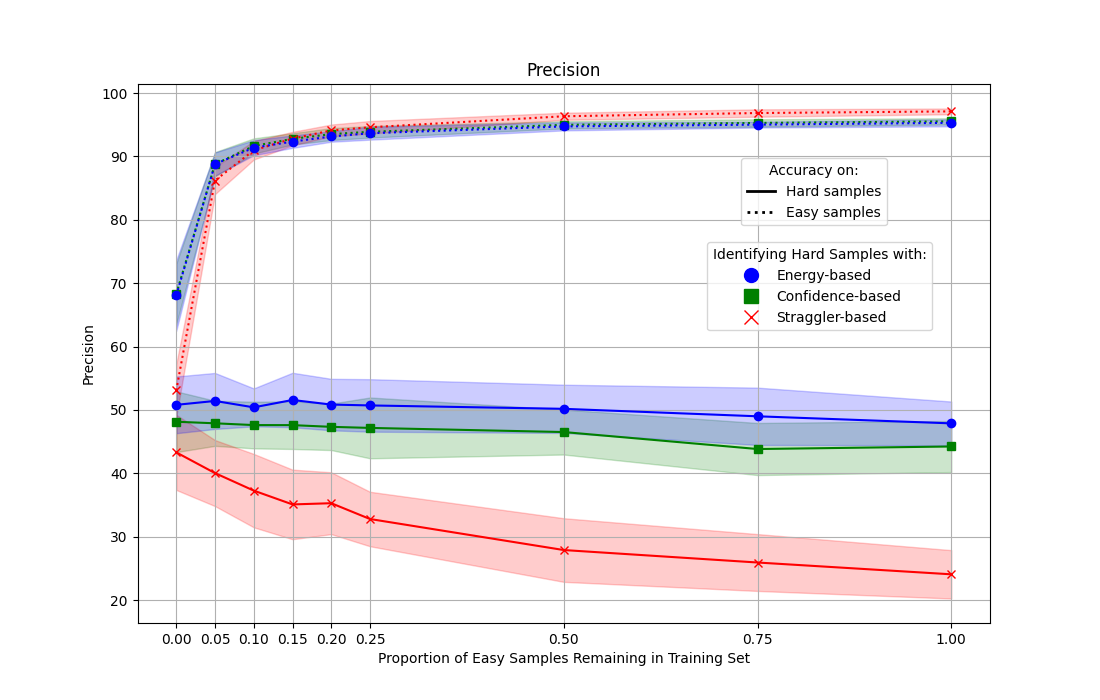 Precision
100
90
80
70
60
50
40
30
20
Precision
Accuracy on:
Hard samples
Easy samples
Identifying Hard Samples with:
Energy-based
Confidence-based
Straggler-based
0.00 0.05 0.10 0.15 0.20 0.25 0.50 0.75 1.00
Proportion of Easy Samples Remaining in Training Set